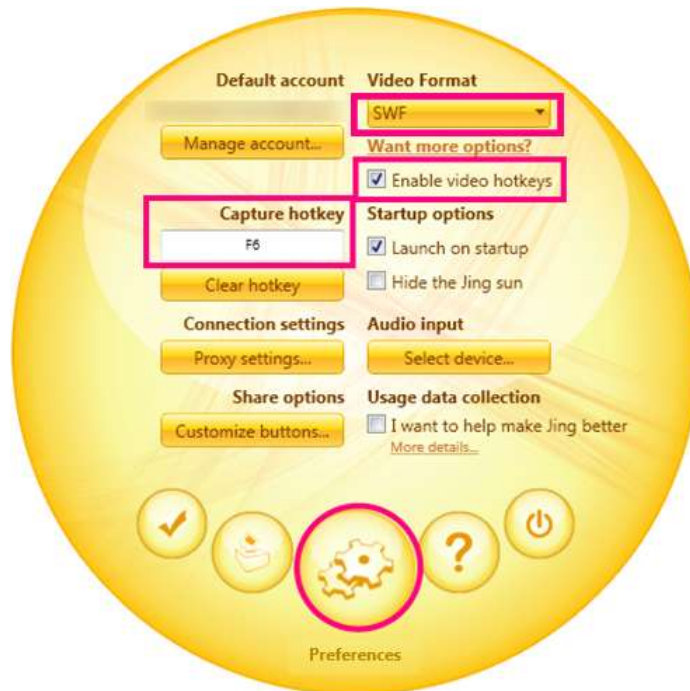 Default account
Manage account...
Capture hotkey
F6
Clear hotkey
Connection settings
Proxy settings...
Share options
Customize buttons...
Video Format
SWF
Want more options?
Enable video hotkeys
Startup options
Launch on startup
Hide the Jing sun
Audio input
Select device...
Usage data collection
I want to help make Jing better
More details...
?
Preferences